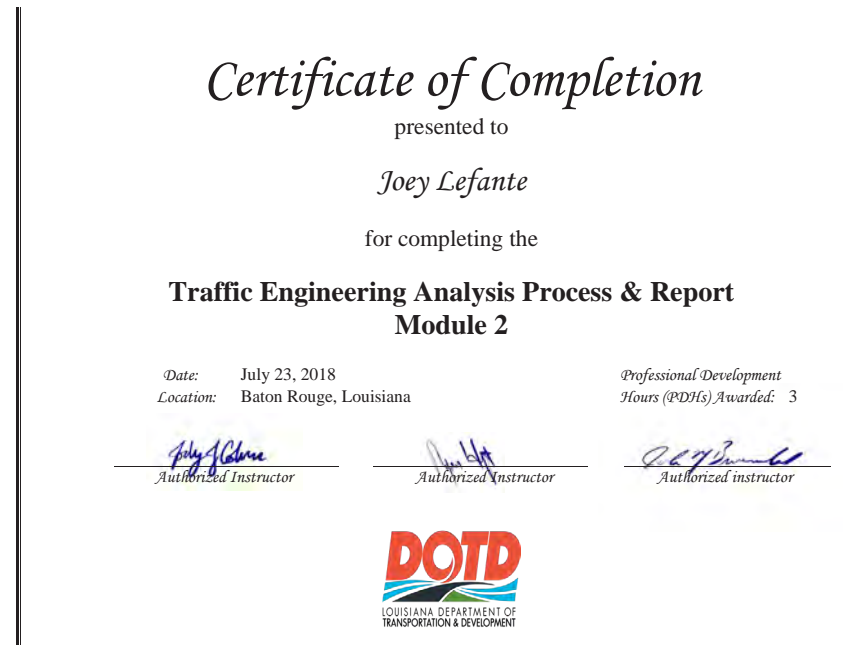 Certificate of Completion
presented to
Joey Lefante
for completing the
Traffic Engineering Analysis Process & Report
Module 2
Date: July 23, 2018
Location: Baton Rouge, Louisiana
Professional Development
Hours (PDHs) Awarded: 3
Authorized Instructor
Authorized Instructor
Authorized instructor
DOTD
LOUISIANA DEPARTMENT OF
TRANSPORTATION & DEVELOPMENT